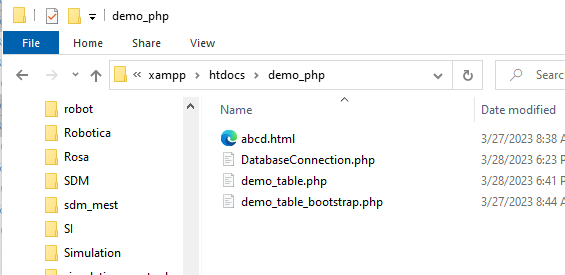 demo_php
File Home Share View
« xampp > htdocs > demo_php
Search
robot
Robotica
Rosa
SDM
sdm_mest
SI
Simulation
Name Date modified
abcd.html 3/27/2023 8:38 A
DatabaseConnection.php 3/28/2023 6:23 P
demo_table.php 3/28/2023 6:41 P
demo_table_bootstrap.php 3/27/2023 8:44 A